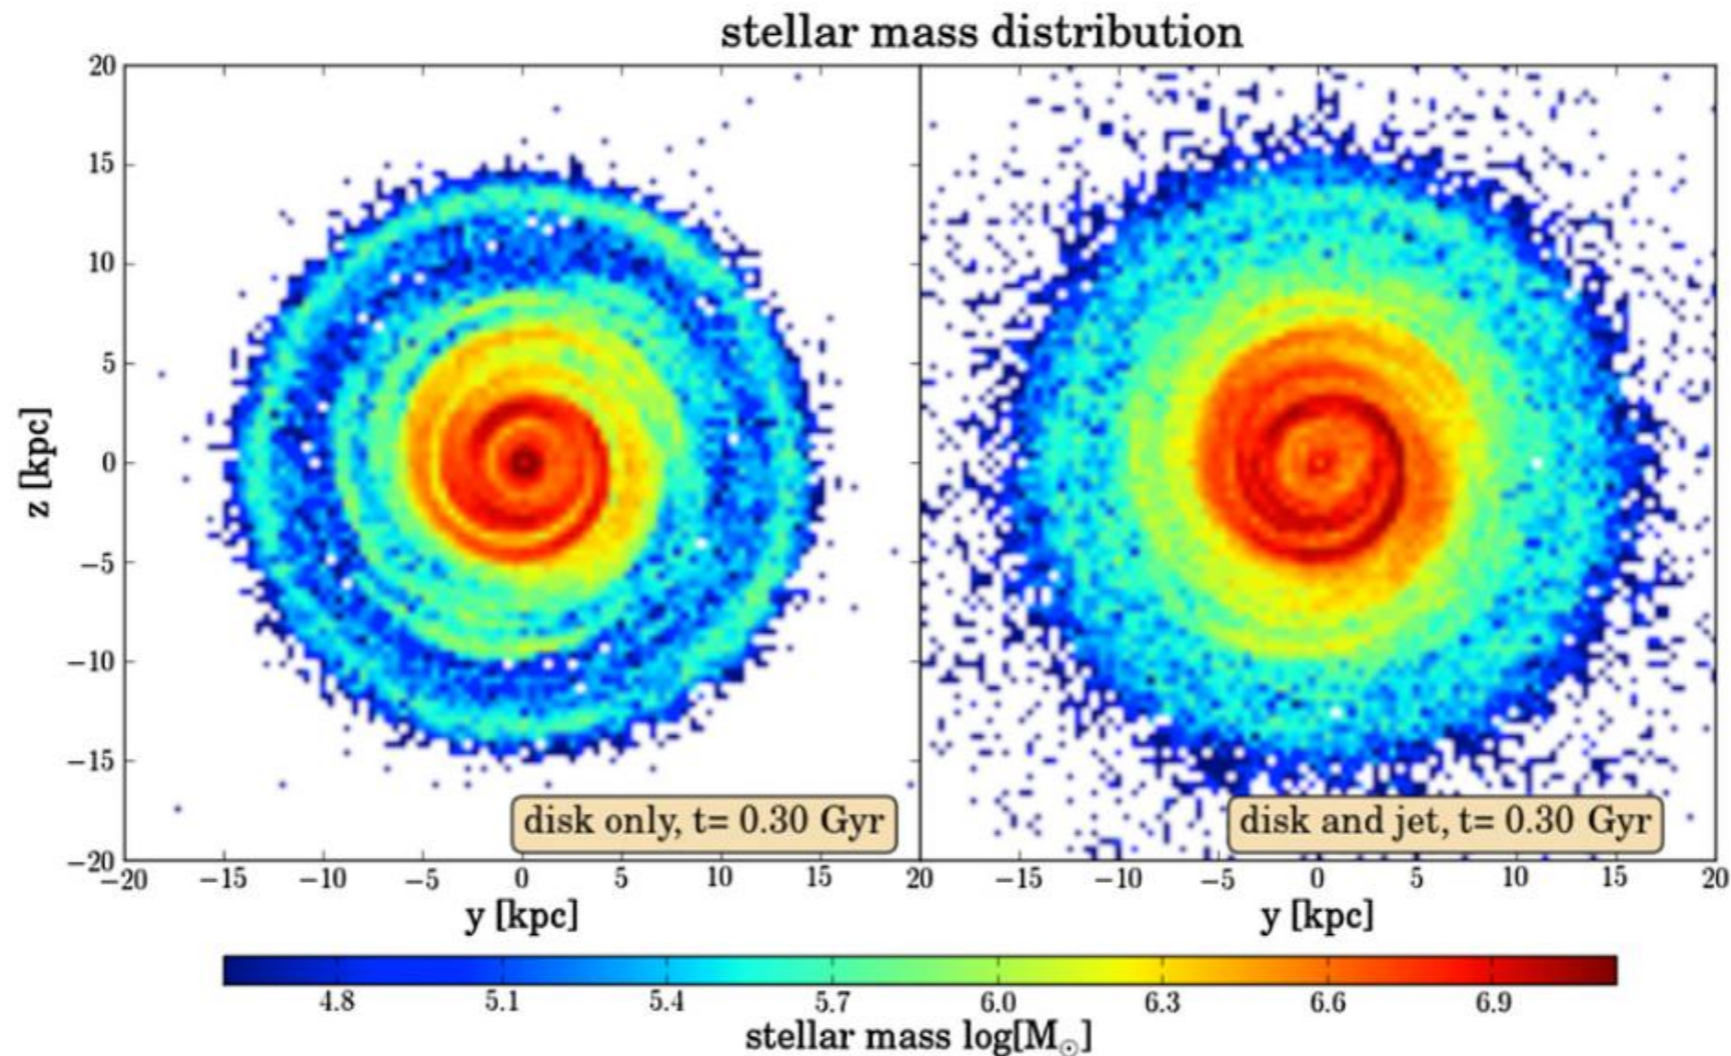 stellar mass distribution
20
15
10
5
0
−5
−10
−15
−20
z [kpc]
disk only, t= 0.30 Gyr
disk and jet, t= 0.30 Gyr
−20 −15 −10 −5 0 5 10 15 20 −15 −10 −5 0 5 10 15 20
y [kpc] y [kpc]
4.8 5.1 5.4 5.7 6.0 6.3 6.6 6.9
stellar mass log[M☉]